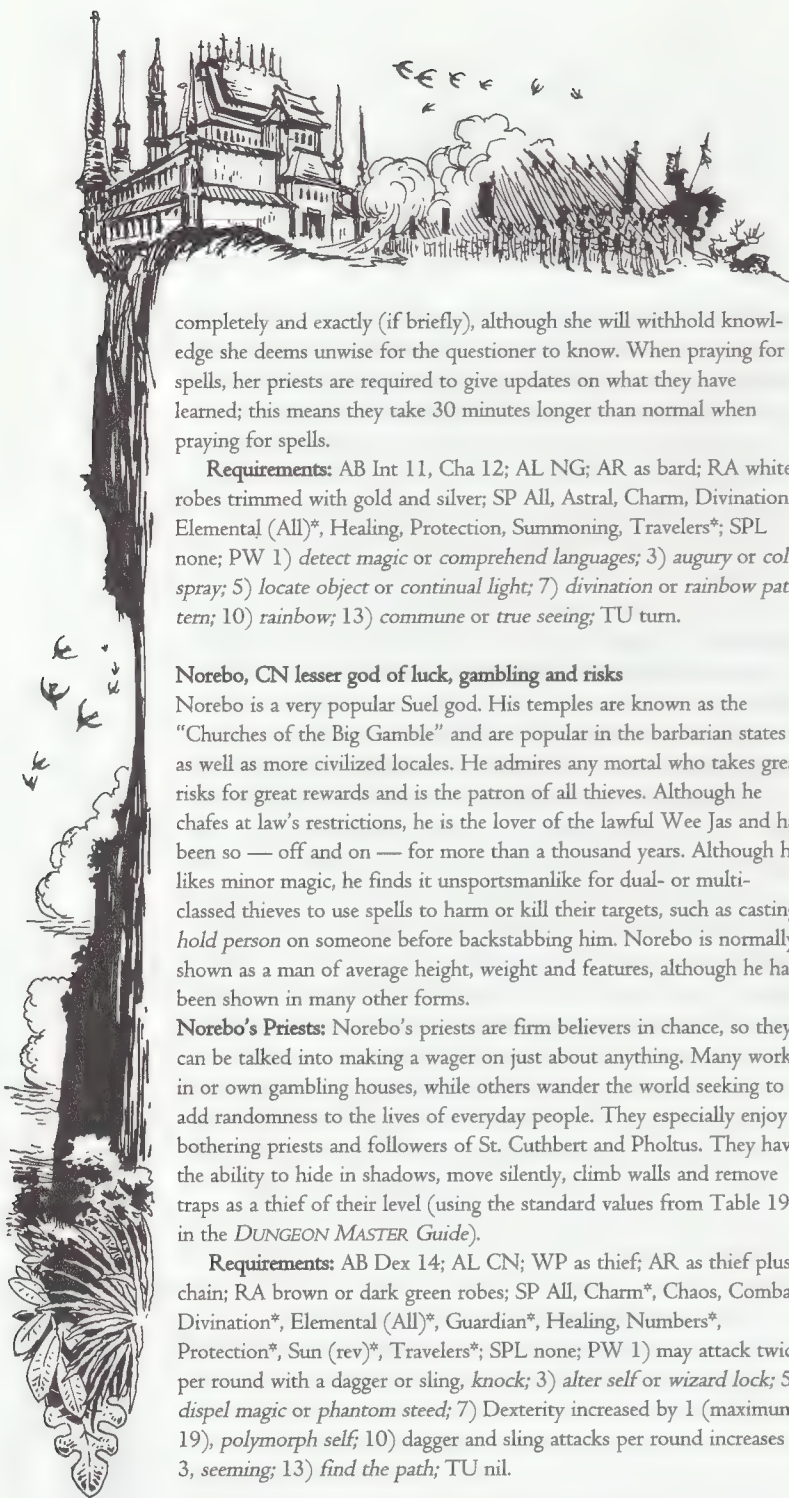 completely and exactly (if briefly), although she will withhold knowl-
edge she deems unwise for the questioner to know. When praying for
spells, her priests are required to give updates on what they have
learned; this means they take 30 minutes longer than normal when
praying for spells.
Requirements: AB Int 11, Cha 12; AL NG; AR as bard; RA white
robes trimmed with gold and silver; SP All, Astral, Charm, Divination
Elemental (All)*, Healing, Protection, Summoning, Travelers*; SPL
none; PW 1) detect magic or comprehend languages; 3) augury or
spray; 5) locate object or continual light; 7) divination or rainbow pat-
tern; 10) rainbow; 13) commune or true seeing; TU turn.
Norebo, CN lesser god of luck, gambling and risks
Norebo is a very popular Suel god. His temples are known as the
"Churches of the Big Gamble" and are popular in the barbarian states
as well as more civilized locales. He admires any mortal who takes
risks for great rewards and is the patron of all thieves. Although he
chafes at law's restrictions, he is the lover of the lawful Wee Jas and
been so — off and on — for more than a thousand years. Although
likes minor magic, he finds it unsportsmanlike for dual- or multi-
classed thieves to use spells to harm or kill their targets, such as
hold person on someone before backstabbing him. Norebo is normally
shown as a man of average height, weight and features, although he
been shown in many other forms.
Norebo's Priests: Norebo's priests are firm believers in chance, so they
can be talked into making a wager on just about anything. Many work
in or own gambling houses, while others wander the world seeking to
add randomness to the lives of everyday people. They especially enjoy
bothering priests and followers of St. Cuthbert and Pholtus. They
the ability to hide in shadows, move silently, climb walls and remove
traps as a thief of their level (using the standard values from Table 19
in the DUNGEON MASTER Guide).
Requirements: AB Dex 14; AL CN; WP as thief; AR as thief plus
chain; RA brown or dark green robes; SP All, Charm*, Chaos,
Divination*, Elemental (All)*, Guardian*, Healing, Numbers*,
Protection*, Sun (rev)*, Travelers*; SPL none; PW 1) may attack
per round with a dagger or sling, knock; 3) alter self or wizard lock;
dispel magic or phantom steed; 7) Dexterity increased by 1 (maximum
19), polymorph self; 10) dagger and sling attacks per round increases
3, seeming; 13) find the path; TU nil.